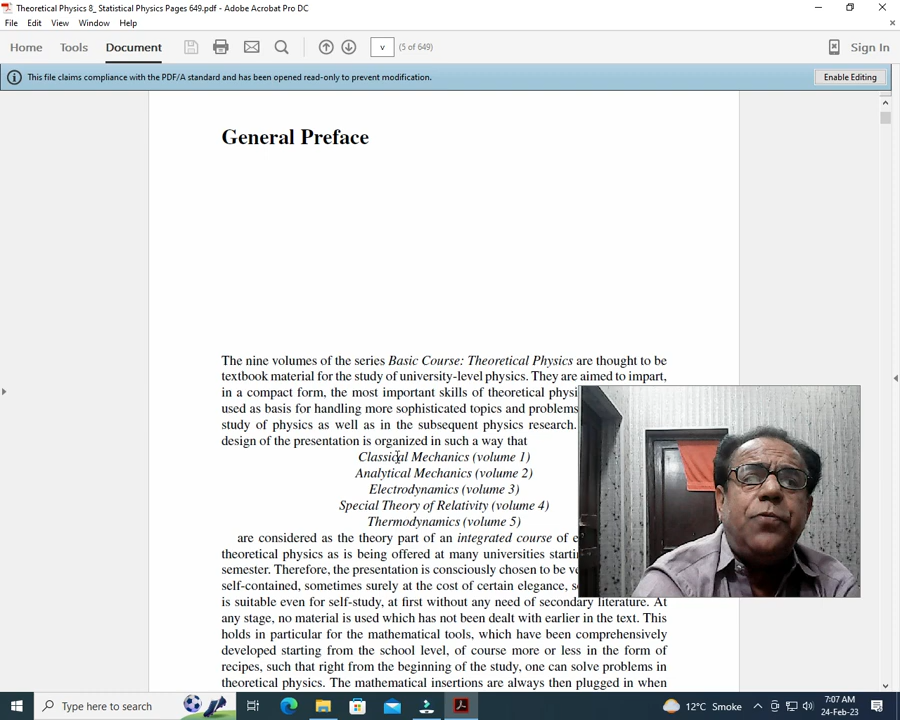 Theoretical Physics 8_ Statistical Physics Pages 649.pdf - Adobe Acrobat Pro DC
File Edit View Window Help
Home Tools Document v (5 of 649) Sign In
This file claims compliance with the PDF/A standard and has been opened read-only to prevent modification. Enable Editing
General Preface
The nine volumes of the series Basic Course: Theoretical Physics are thought to be
textbook material for the study of university-level physics. They are aimed to impart,
in a compact form, the most important skills of theoretical
used as basis for handling more sophisticated topics and problems
study of physics as well as in the subsequent physics research.
design of the presentation is organized in such a way that
Classical Mechanics (volume 1)
Analytical Mechanics (volume 2)
Electrodynamics (volume 3)
Special Theory of Relativity (volume 4)
Thermodynamics (volume 5)
are considered as the theory part of an integrated course of
theoretical physics as is being offered at many universities
semester. Therefore, the presentation is consciously chosen to be
self-contained, sometimes surely at the cost of certain elegance,
is suitable even for self-study, at first without any need of secondary literature. At
any stage, no material is used which has not been dealt with earlier in the text. This
holds in particular for the mathematical tools, which have been comprehensively
developed starting from the school level, of course more or less in the form of
recipes, such that right from the beginning of the study, one can solve problems in
theoretical physics. The mathematical insertions are always then plugged in when
Type here to search 12°C Smoke 7:07 AM
24-Feb-23